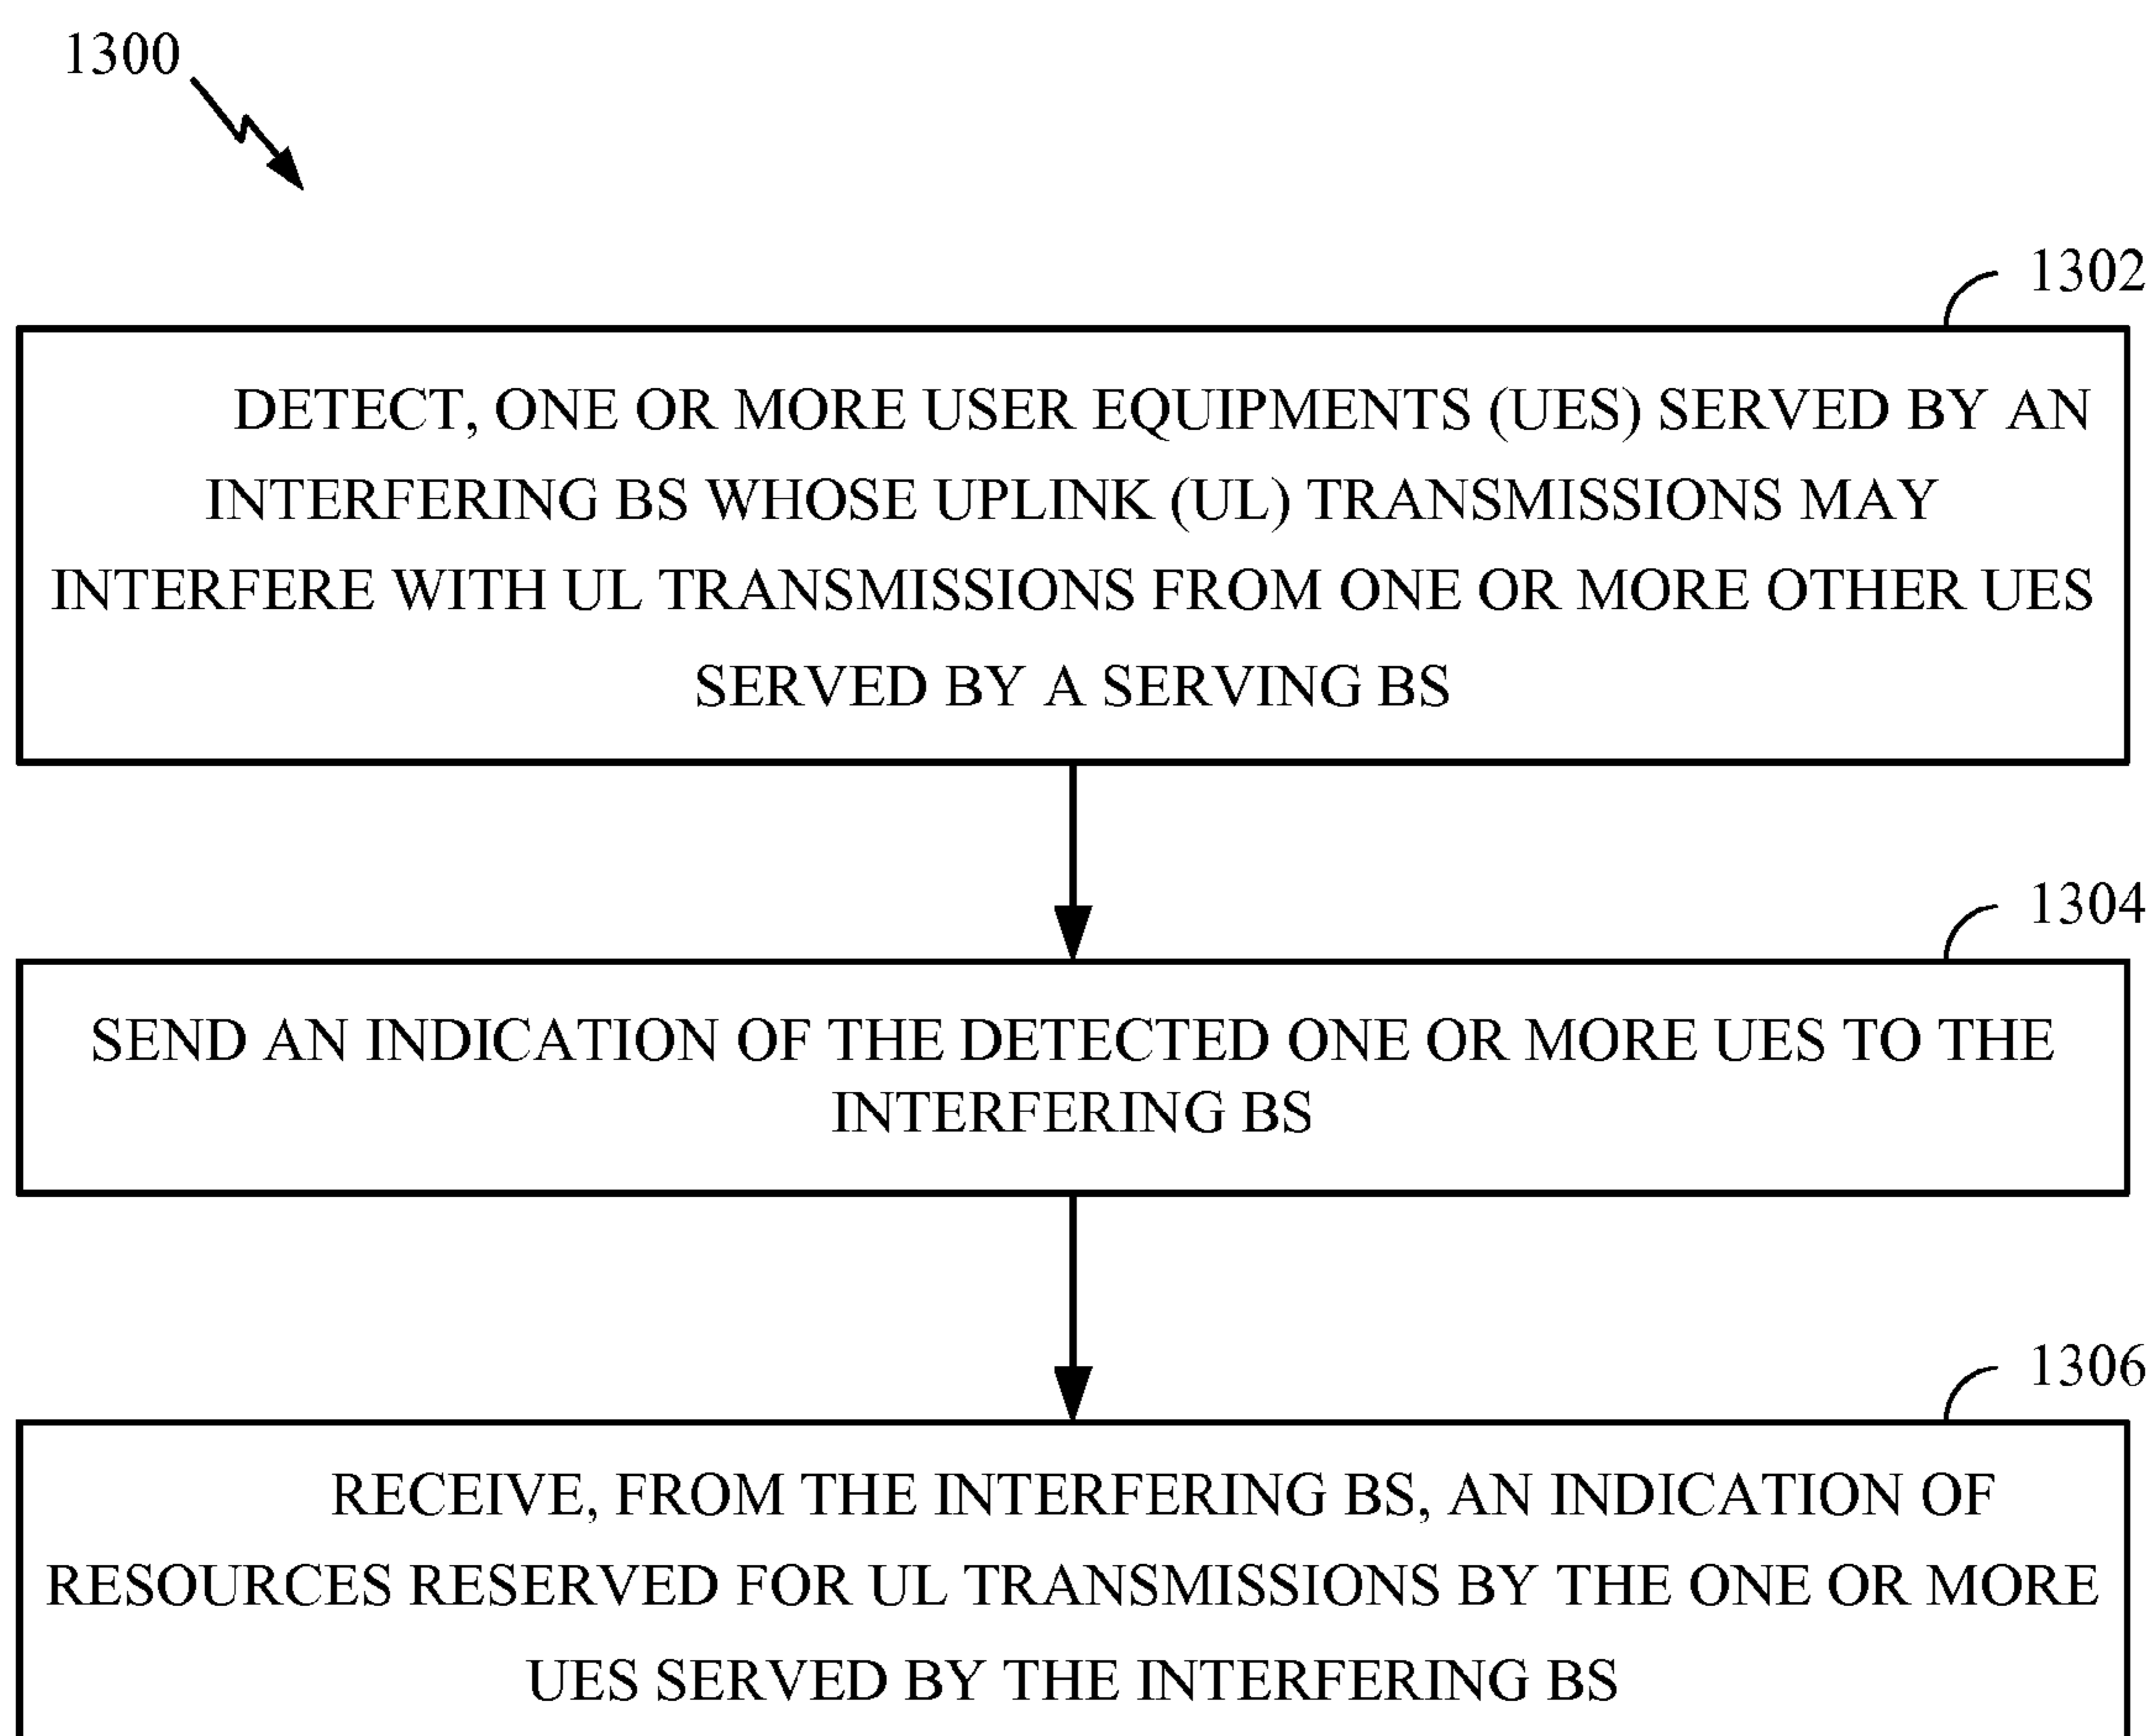 1300
1302
DETECT, ONE OR MORE USER EQUIPMENTS (UES) SERVED BY AN
INTERFERING BS WHOSE UPLINK (UL) TRANSMISSIONS MAY
INTERFERE WITH UL TRANSMISSIONS FROM ONE OR MORE OTHER UES
SERVED BY A SERVING BS
1304
SEND AN INDICATION OF THE DETECTED ONE OR MORE UES TO THE
INTERFERING BS
1306
RECEIVE, FROM THE INTERFERING BS, AN INDICATION OF
RESOURCES RESERVED FOR UL TRANSMISSIONS BY THE ONE OR MORE
UES SERVED BY THE INTERFERING BS